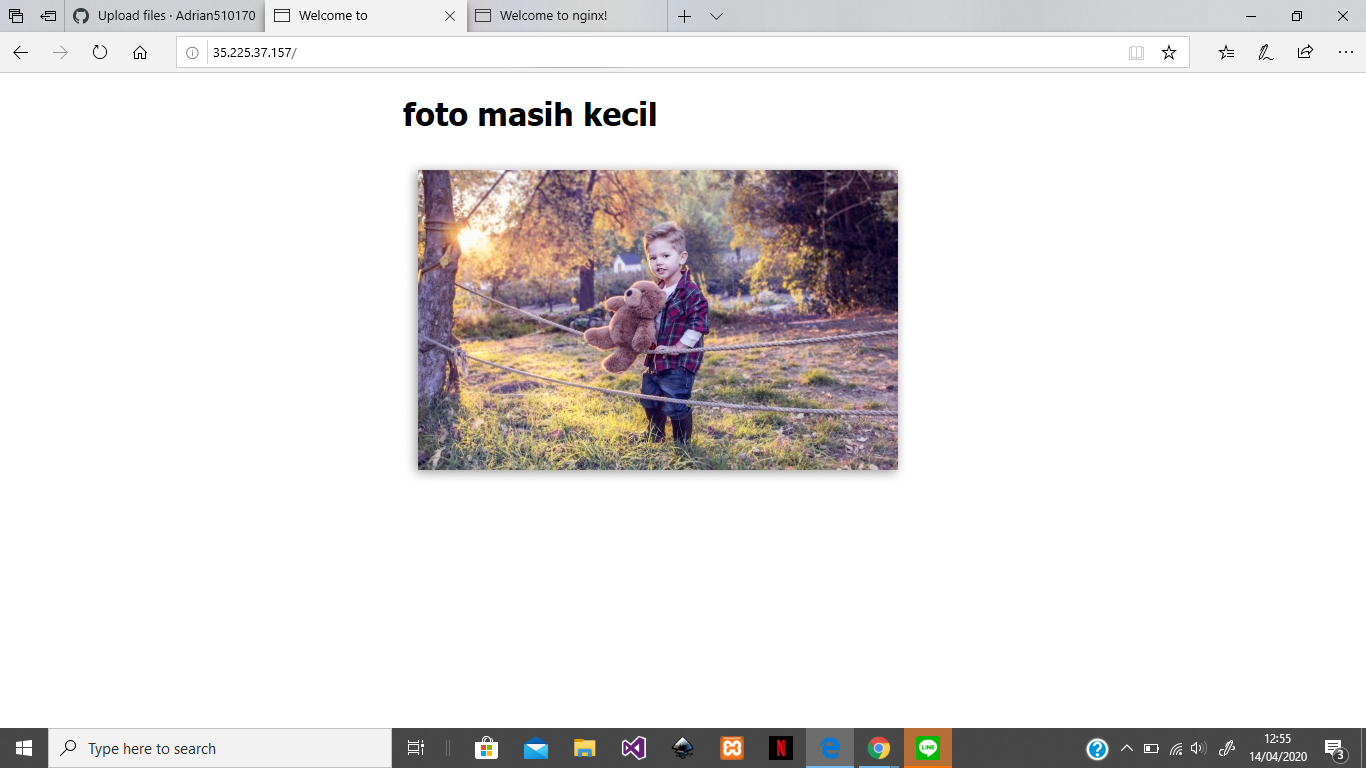 Upload files · Adrian510170
Welcome to
Welcome to nginx!
35.225.37.157/
foto masih kecil
Type here to search
N
LINE
12:55
14/04/2020
3